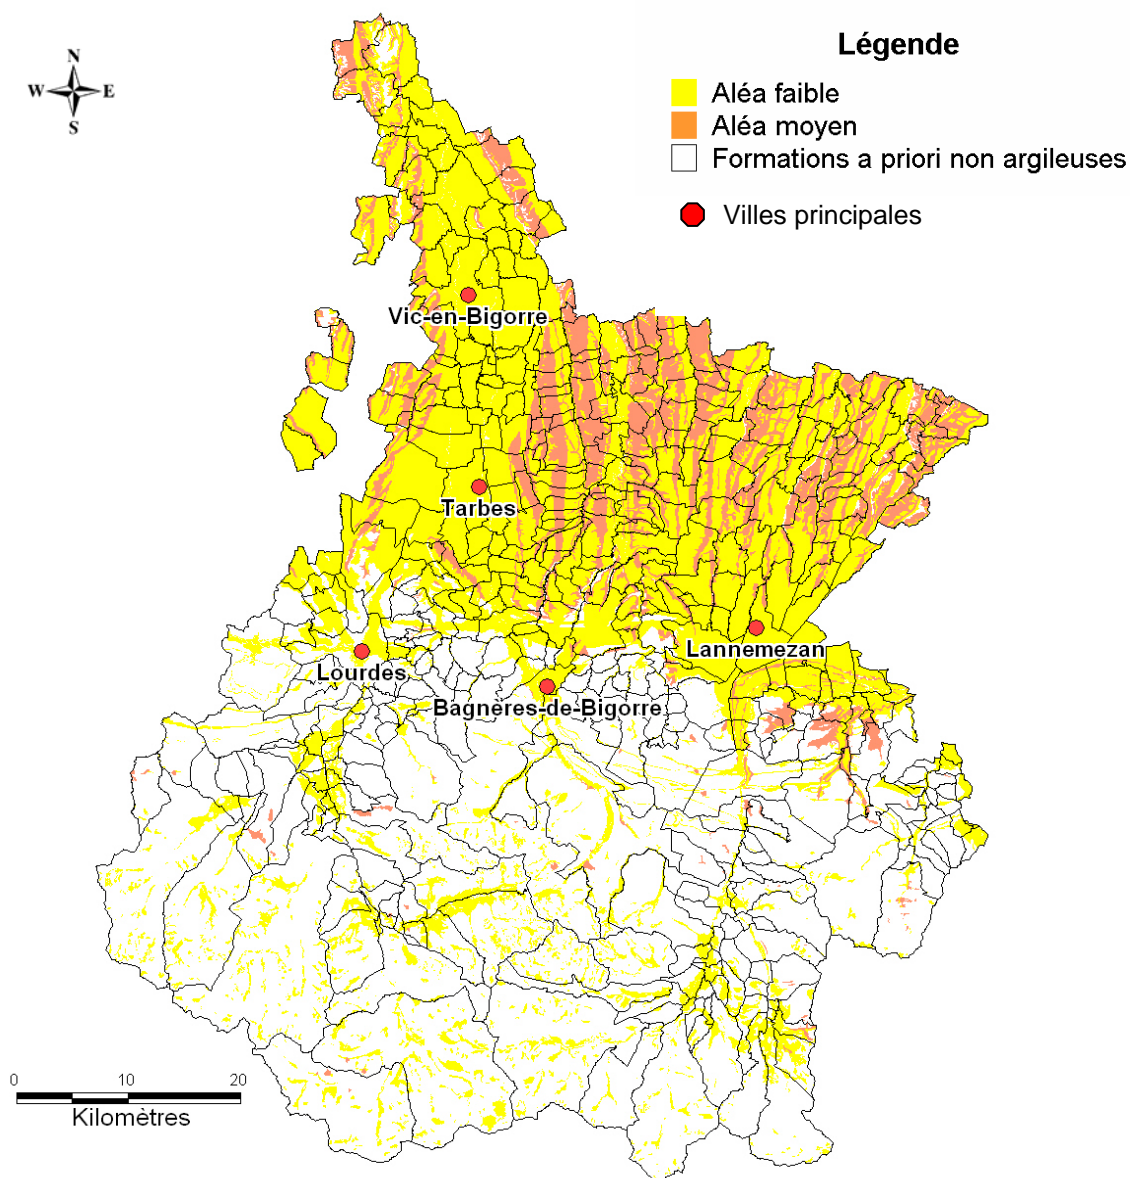 Légende
N
W E
S
Aléa faible
Aléa moyen
Formations a priori non argileuses
Villes principales
Vic-en-Bigorre
Tarbes
Lannemezan
Lourdes
Bagnères-de-Bigorre
0 10 20
Kilomètres